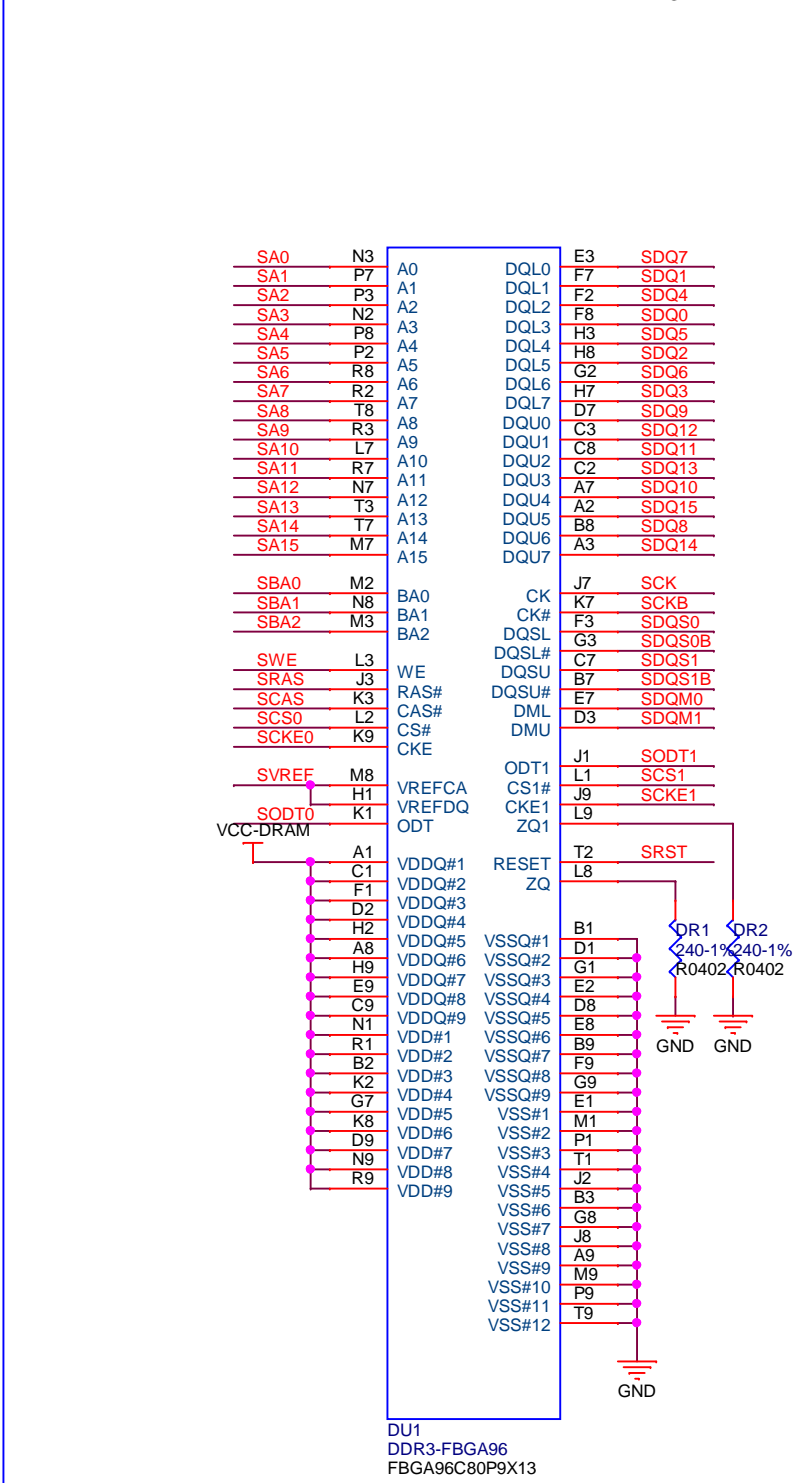 SA0 N3 A0 DQL0 E3 SDQ7
SA1 P7 A1 DQL1 F7 SDQ1
SA2 P3 A2 DQL2 F2 SDQ4
SA3 N2 A3 DQL3 F8 SDQ0
SA4 P8 A4 DQL4 H3 SDQ5
SA5 P2 A5 DQL5 H8 SDQ2
SA6 R8 A6 DQL6 G2 SDQ6
SA7 R2 A7 DQL7 H7 SDQ3
SA8 T8 A8 DQU0 D7 SDQ9
SA9 R3 A9 DQU1 C3 SDQ12
SA10 L7 A10 DQU2 C8 SDQ11
SA11 R7 A11 DQU3 C2 SDQ13
SA12 N7 A12 DQU4 A7 SDQ10
SA13 T3 A13 DQU5 A2 SDQ15
SA14 T7 A14 DQU6 B8 SDQ8
SA15 M7 A15 DQU7 A3 SDQ14
SBA0 M2 BA0 CK J7 SCK
SBA1 N8 BA1 CK# K7 SCKB
SBA2 M3 BA2 DQSL F3 SDQS0
DQSL# G3 SDQS0B
SWE L3 WE DQSU C7 SDQS1
SRAS J3 RAS# DQSU# B7 SDQS1B
SCAS K3 CAS# DML E7 SDQM0
SCS0 L2 CS# DMU D3 SDQM1
SCKE0 K9 CKE
ODT1 J1 SODT1
SVREF M8 VREFCA CS1# L1 SCS1
H1 VREFDQ CKE1 J9 SCKE1
SODT0 K1 ODT ZQ1 L9
VCC-DRAM
A1 VDDQ#1 RESET T2 SRST
C1 VDDQ#2 ZQ L8
F1 VDDQ#3
D2 VDDQ#4
H2 VDDQ#5 VSSQ#1 B1
A8 VDDQ#6 VSSQ#2 D1
H9 VDDQ#7 VSSQ#3 G1
E9 VDDQ#8 VSSQ#4 E2
C9 VDDQ#9 VSSQ#5 D8
N1 VDD#1 VSSQ#6 E8
R1 VDD#2 VSSQ#7 B9
B2 VDD#3 VSSQ#8 F9
K2 VDD#4 VSSQ#9 G9
G7 VDD#5 VSS#1 E1
K8 VDD#6 VSS#2 M1
D9 VDD#7 VSS#3 P1
N9 VDD#8 VSS#4 T1
R9 VDD#9 VSS#5 J2
VSS#6 B3
VSS#7 G8
VSS#8 J8
VSS#9 A9
VSS#10 M9
VSS#11 P9
VSS#12 T9
DR1 DR2
240-1% 240-1%
R0402 R0402
GND GND
GND
DU1
DDR3-FBGA96
FBGA96C80P9X13